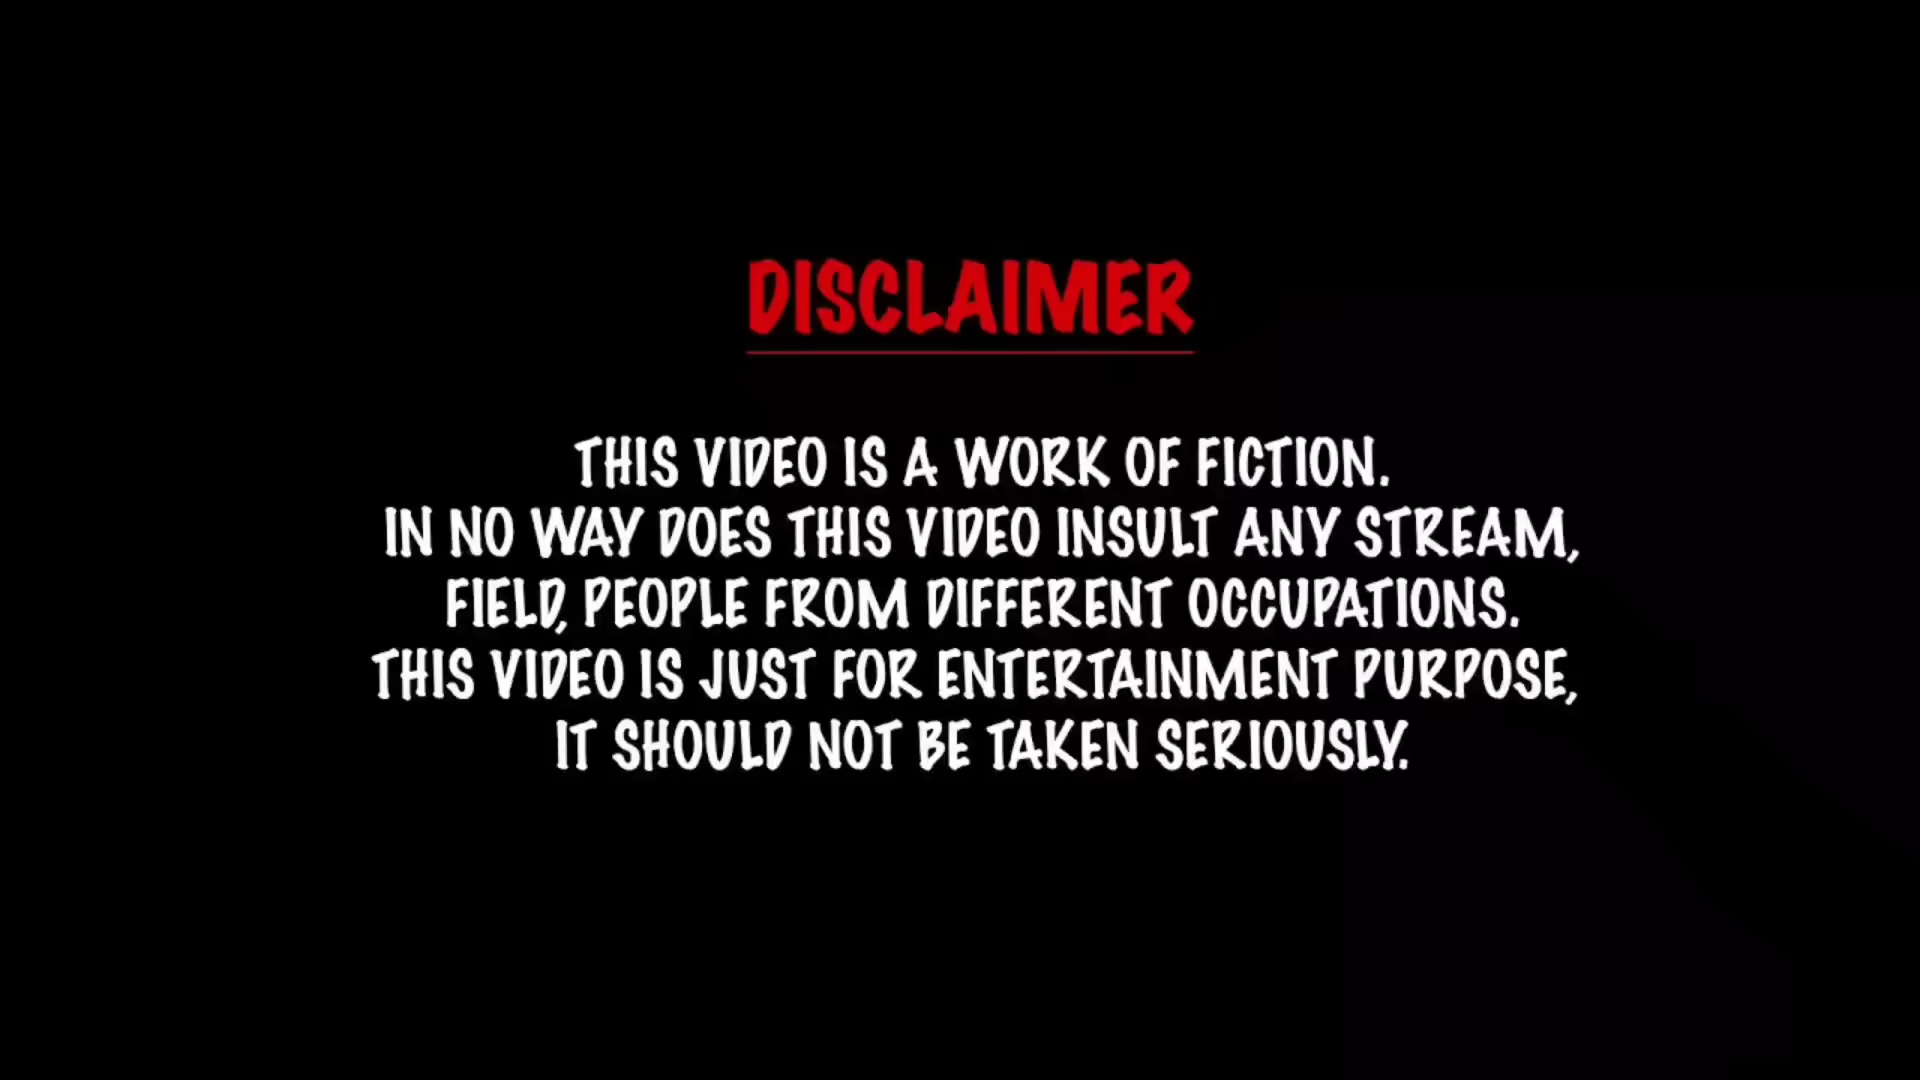 DISCLAIMER
THIS VIDEO IS A WORK OF FICTION.
IN NO WAY DOES THIS VIDEO INSULT ANY STREAM,
FIELD, PEOPLE FROM DIFFERENT OCCUPATIONS.
THIS VIDEO IS JUST FOR ENTERTAINMENT PURPOSE,
IT SHOULD NOT BE TAKEN SERIOUSLY.